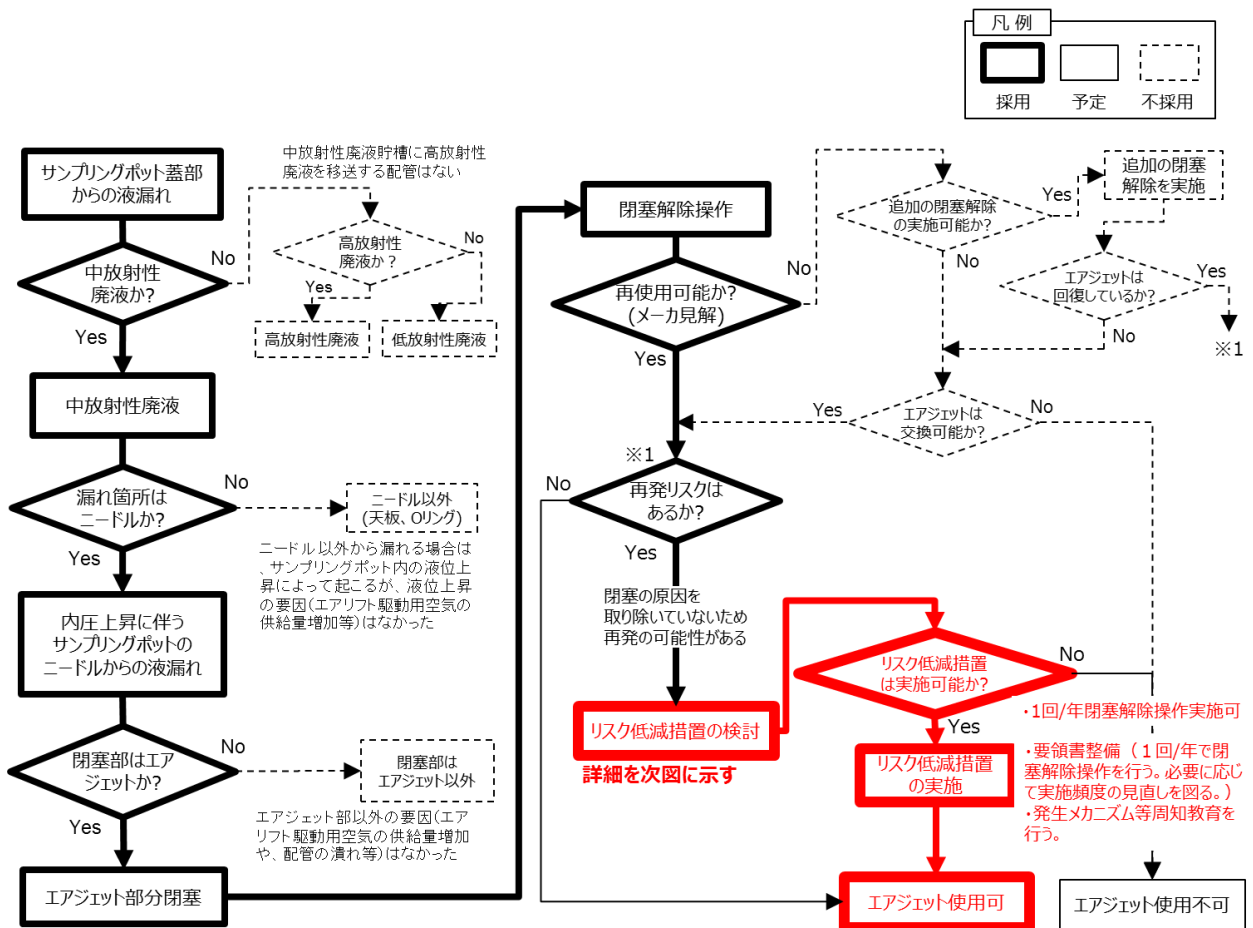 凡 例
採用
予定
不採用
サンプリングポット蓋部
からの液漏れ
中放射性廃液貯槽に高放射性
廃液を移送する配管はない
中放射性
廃液か?
No
Yes
高放射性
廃液か？
No
Yes
高放射性廃液
低放射性廃液
中放射性廃液
漏れ箇所は
ニードルか?
No
Yes
ニードル以外
(天板、Oリング)
ニードル以外から漏れる場合は
、サンプリングポット内の液位上
昇によって起こるが、液位上昇
の要因(エアリフト駆動用空気の
供給量増加等)はなかった
内圧上昇に伴う
サンプリングポットの
ニードルからの液漏れ
閉塞部はエア
ジェットか?
No
Yes
閉塞部は
エアジェット以外
エアジェット部以外の要因(エア
リフト駆動用空気の供給量増加
や、配管の潰れ等)はなかった
エアジェット部分閉塞
閉塞解除操作
再使用可能か?
(メーカ見解)
No
Yes
追加の閉塞解除
の実施可能か?
Yes
No
追加の閉塞
解除を実施
エアジェットは
回復しているか?
Yes
No
※1
エアジェットは
交換可能か?
Yes
No
※1
再発リスクは
あるか?
No
Yes
閉塞の原因を
取り除いていないため
再発の可能性がある
リスク低減措置の検討
詳細を次図に示す
リスク低減措置
は実施可能か?
No
Yes
リスク低減措置
の実施
・1回/年閉塞解除操作実施可
・要領書整備（１回/年で閉
塞解除操作を行う。必要に応じ
て実施頻度の見直しを図る。）
・発生メカニズム等周知教育を
行う。
エアジェット使用可
エアジェット使用不可